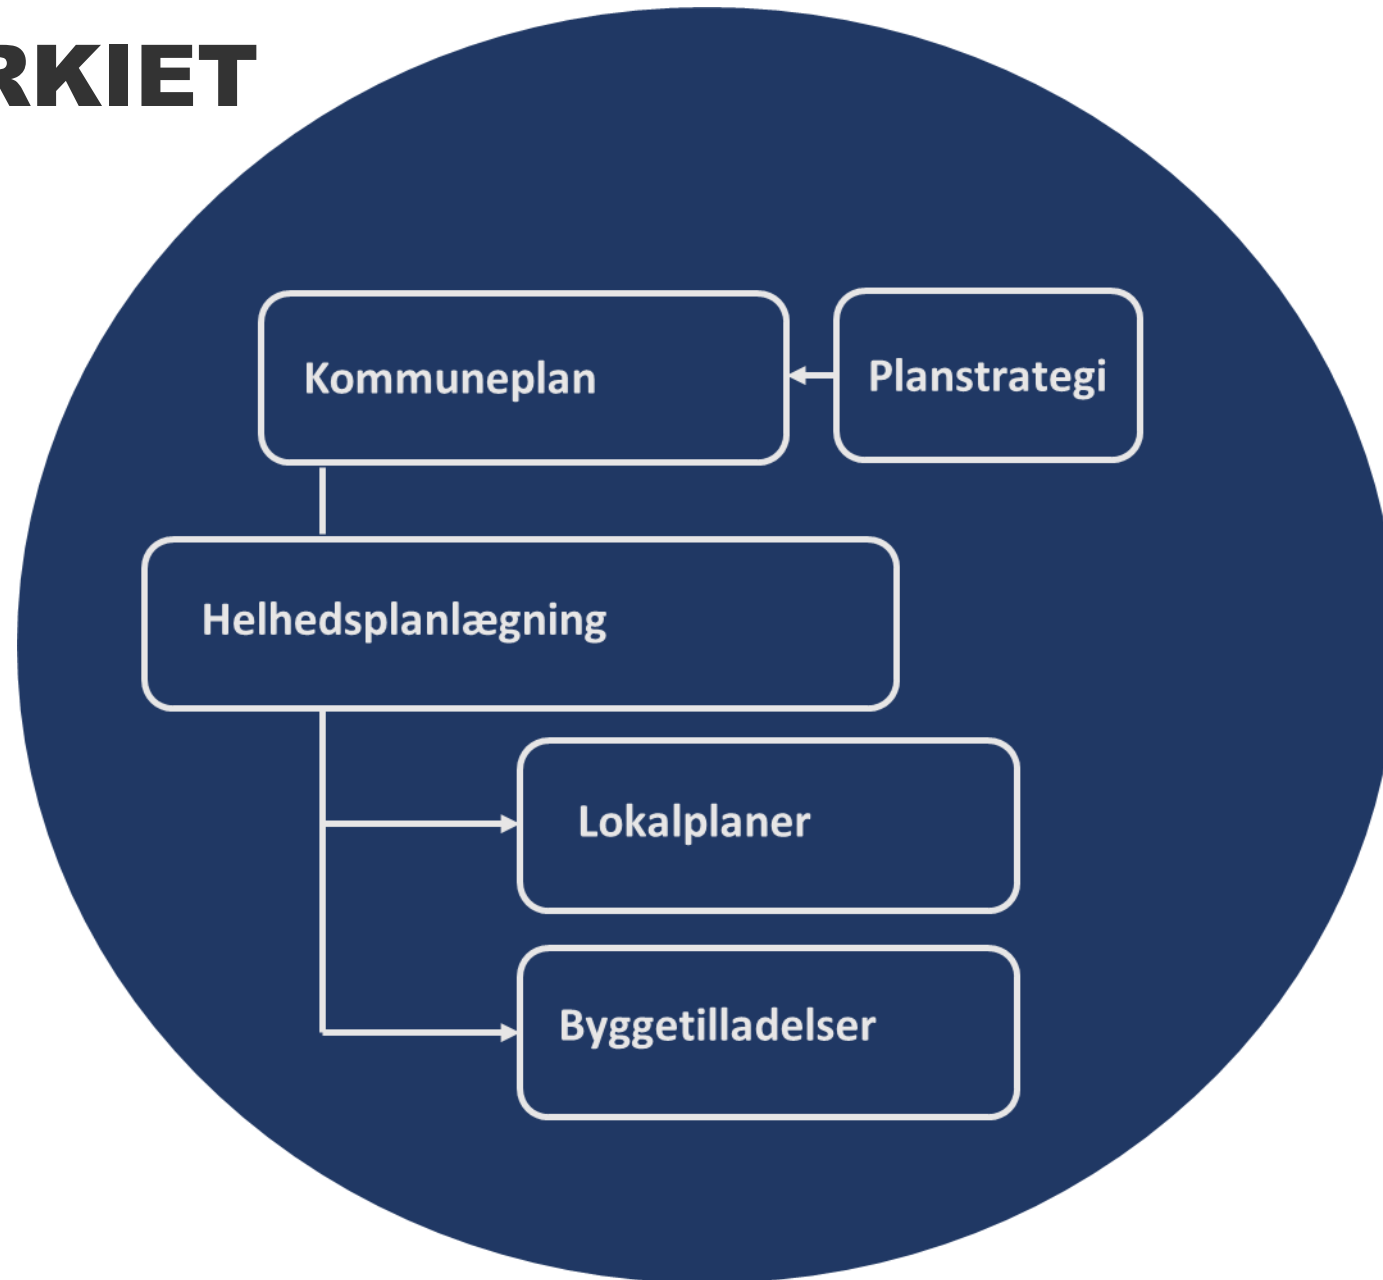 RKIET
Kommuneplan
Planstrategi
Helhedsplanlægning
Lokalplaner
Byggetilladelser